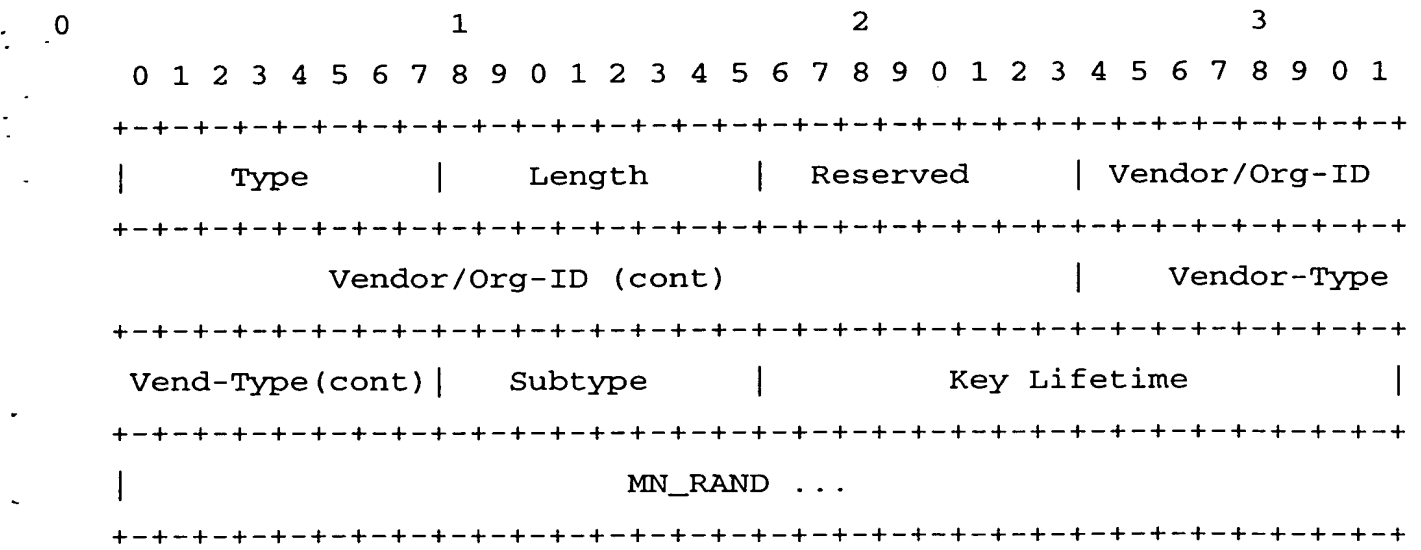 0 1 2 3
0 1 2 3 4 5 6 7 8 9 0 1 2 3 4 5 6 7 8 9 0 1 2 3 4 5 6 7 8 9 0 1
+-+-+-+-+-+-+-+-+-+-+-+-+-+-+-+-+-+-+-+-+-+-+-+-+-+-+-+-+-+-+-+-+
| Type | Length | Reserved | Vendor/Org-ID
+-+-+-+-+-+-+-+-+-+-+-+-+-+-+-+-+-+-+-+-+-+-+-+-+-+-+-+-+-+-+-+-+
Vendor/Org-ID (cont) | Vendor-Type
+-+-+-+-+-+-+-+-+-+-+-+-+-+-+-+-+-+-+-+-+-+-+-+-+-+-+-+-+-+-+-+-+
Vend-Type(cont)| Subtype | Key Lifetime |
+-+-+-+-+-+-+-+-+-+-+-+-+-+-+-+-+-+-+-+-+-+-+-+-+-+-+-+-+-+-+-+-+
| MN_RAND ...
+-+-+-+-+-+-+-+-+-+-+-+-+-+-+-+-+-+-+-+-+-+-+-+-+-+-+-+-+-+-+-+-+